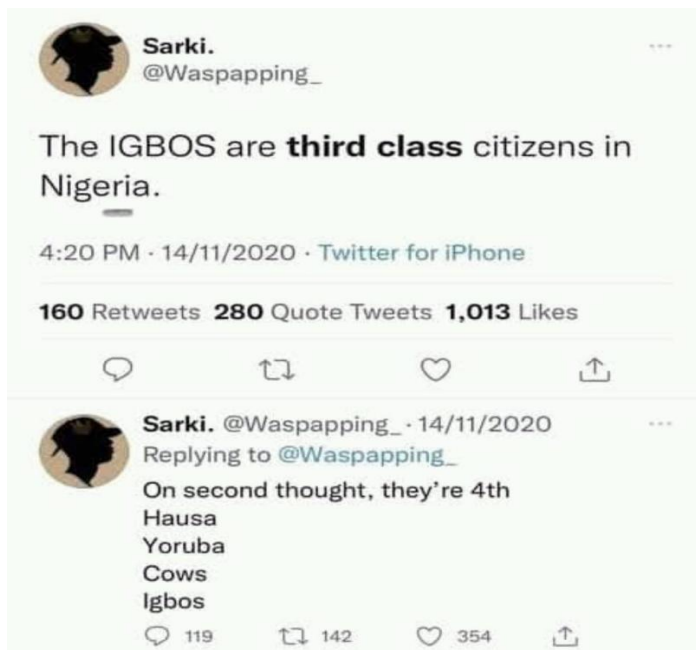 Sarki.
@Waspapping_
The IGBOS are third class citizens in
Nigeria.
4:20 PM · 14/11/2020 · Twitter for iPhone
160 Retweets 280 Quote Tweets 1,013 Likes
Sarki. @Waspapping_ · 14/11/2020
Replying to @Waspapping_
On second thought, they're 4th
Hausa
Yoruba
Cows
Igbos
119 142 354